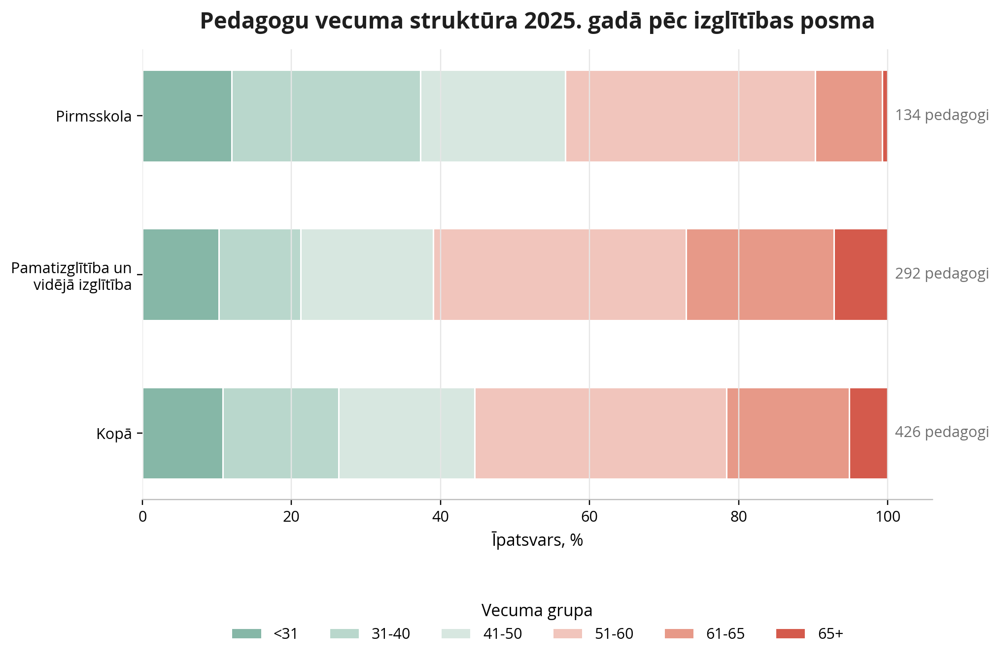 Pedagogu vecuma struktūra 2025. gadā pēc izglītības posma
Pirmsskola
134 pedagogi
Pamatizglītība un
vidējā izglītība
292 pedagogi
Kopā
426 pedagogi
0 20 40 60 80 100
Īpatsvars, %
Vecuma grupa
<31 31-40 41-50 51-60 61-65 65+